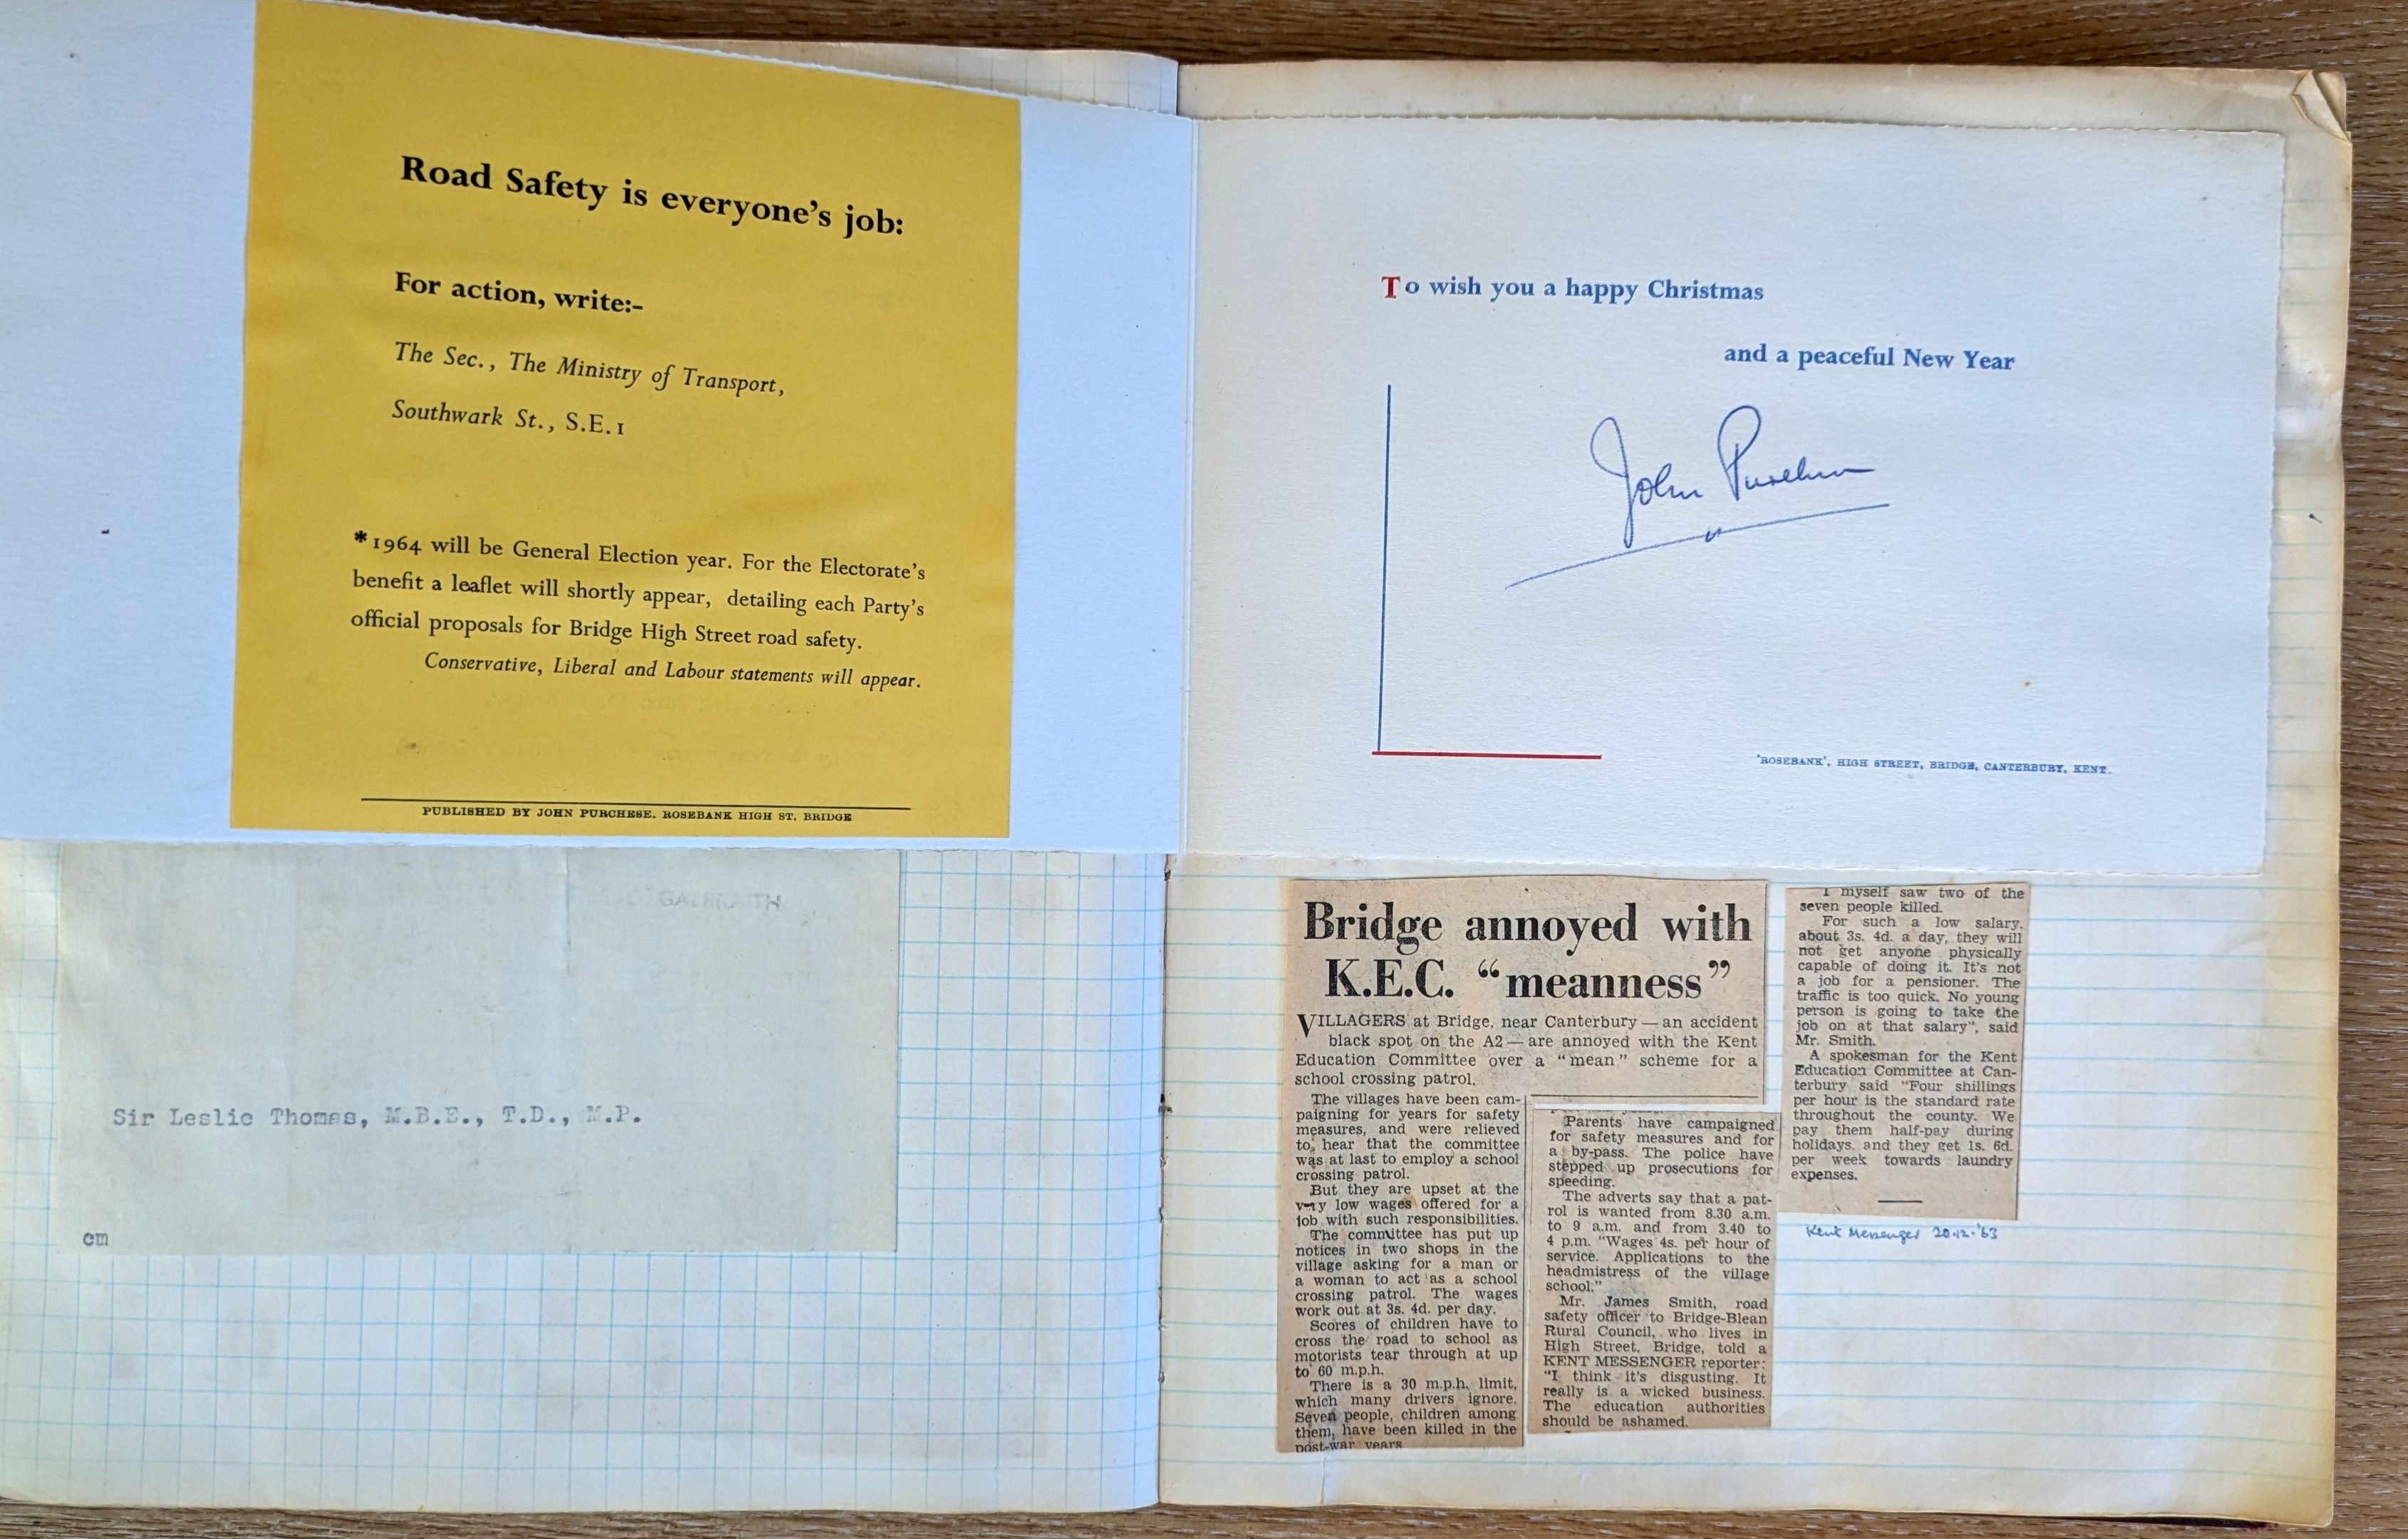 Road Safety is everyone's job:
For action, write:-
The Sec., The Ministry of Transport,
Southwark St., S.E.1
*1964 will be General Election year. For the Electorate's
benefit a leaflet will shortly appear, detailing each Party's
official proposals for Bridge High Street road safety.
Conservative, Liberal and Labour statements will appear.
PUBLISHED BY JOHN PURCHESE. ROSEBANK HIGH ST, BRIDGE
GALBRAITH
Sir Leslie Thomas, M.B.E., T.D., M.P.
cm
To wish you a happy Christmas
and a peaceful New Year
John Purchese
'ROSEBANK', HIGH STREET, BRIDGE, CANTERBURY, KENT.
Bridge annoyed with
K.E.C. "meanness"
VILLAGERS at Bridge, near Canterbury — an accident
black spot on the A2 — are annoyed with the Kent
Education Committee over a "mean" scheme for a
school crossing patrol.
The villages have been cam-
paigning for years for safety
measures, and were relieved
to hear that the committee
was at last to employ a school
crossing patrol.
But they are upset at the
very low wages offered for a
job with such responsibilities.
The committee has put up
notices in two shops in the
village asking for a man or
a woman to act as a school
crossing patrol. The wages
work out at 3s. 4d. per day.
Scores of children have to
cross the road to school as
motorists tear through at up
to 60 m.p.h.
There is a 30 m.p.h. limit,
which many drivers ignore.
Seven people, children among
them, have been killed in the
post-war years
Parents have campaigned
for safety measures and for
a by-pass. The police have
stepped up prosecutions for
speeding.
The adverts say that a pat-
rol is wanted from 8.30 a.m.
to 9 a.m. and from 3.40 to
4 p.m. "Wages 4s. per hour of
service. Applications to the
headmistress of the village
school."
Mr. James Smith, road
safety officer to Bridge-Blean
Rural Council, who lives in
High Street, Bridge, told a
KENT MESSENGER reporter:
"I think it's disgusting. It
really is a wicked business.
The education authorities
should be ashamed.
I myself saw two of the
seven people killed.
For such a low salary,
about 3s. 4d. a day, they will
not get anyone physically
capable of doing it. It's not
a job for a pensioner. The
traffic is too quick. No young
person is going to take the
job on at that salary", said
Mr. Smith.
A spokesman for the Kent
Education Committee at Can-
terbury said "Four shillings
per hour is the standard rate
throughout the county. We
pay them half-pay during
holidays, and they get 1s. 6d.
per week towards laundry
expenses.
Kent Messenger 20.12.'63